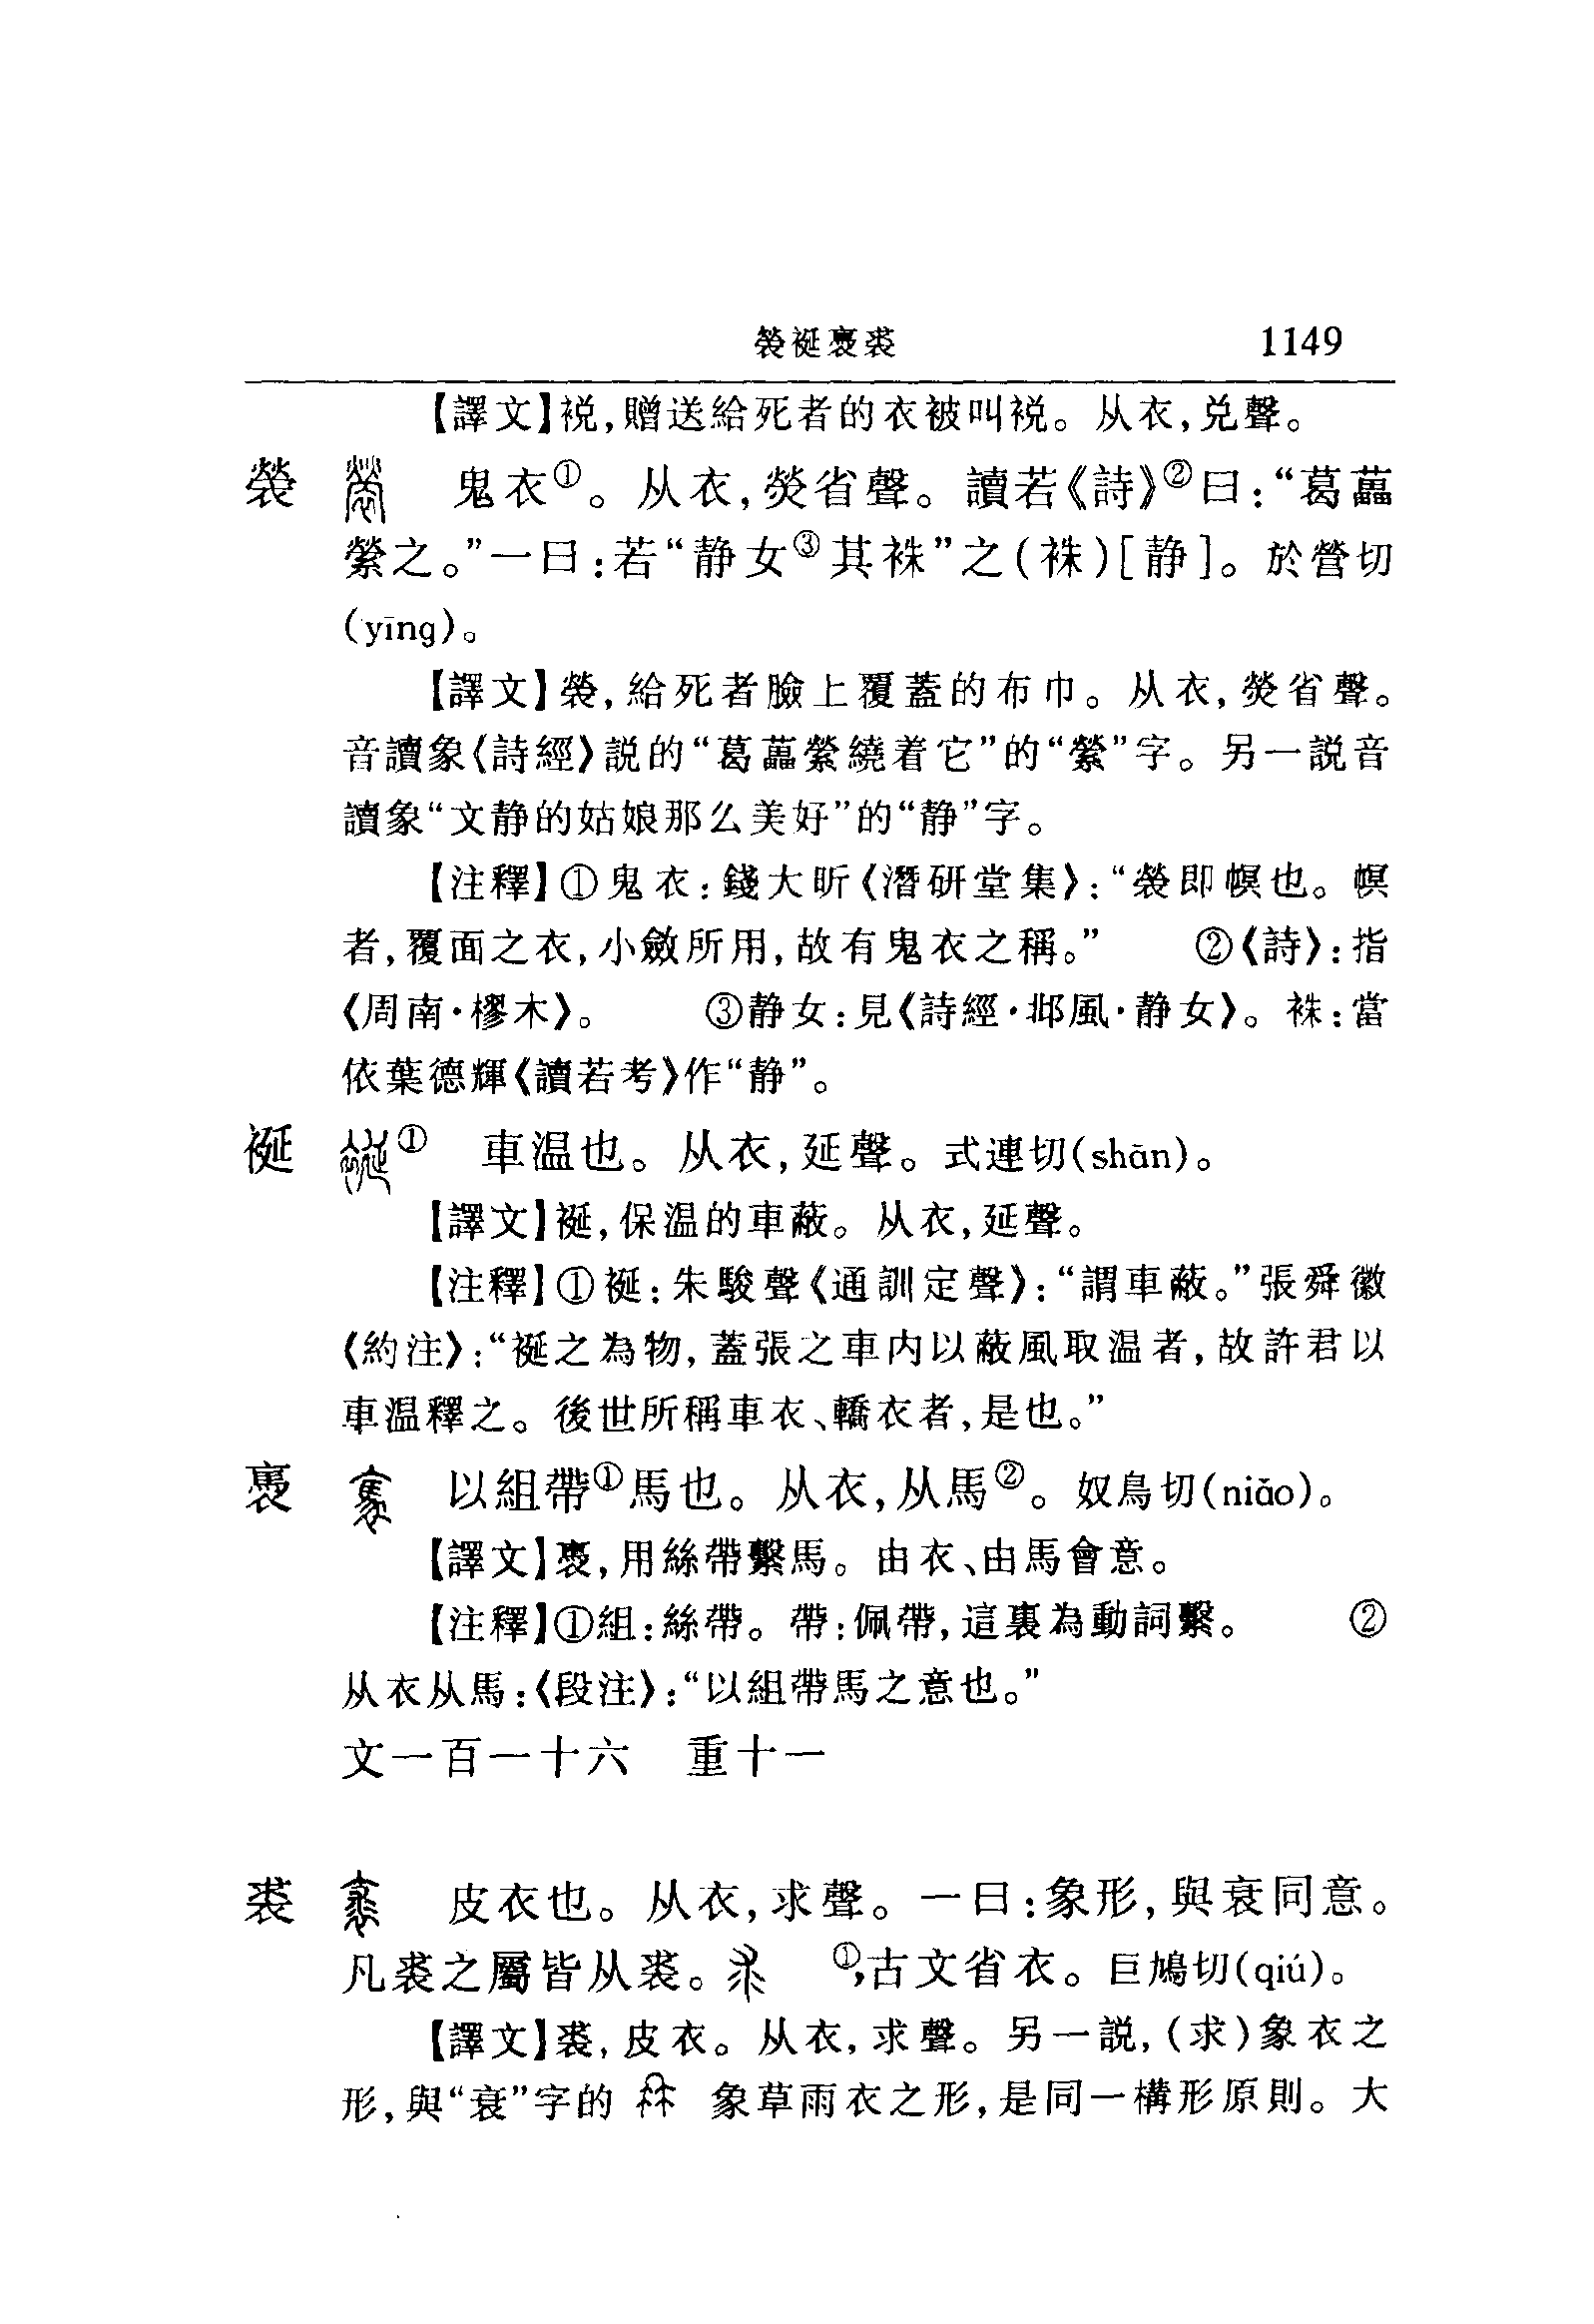 褮裋褭裘 1149
【譯文】裞,贈送給死者的衣被叫裞。从衣,兑聲。
褮 鬼衣①。从衣,熒省聲。讀若《詩》②曰:“葛藟
縈之。”一曰:若“静女③其袾”之(袾)[静]。於營切
(yīng)。
【譯文】褮,給死者臉上覆蓋的布巾。从衣,熒省聲。
音讀象《詩經》説的“葛藟縈繞着它”的“縈”字。另一説音
讀象“文静的姑娘那么美好”的“静”字。
【注釋】①鬼衣:錢大昕《潛研堂集》:“褮即幎也。幎
者,覆面之衣,小斂所用,故有鬼衣之稱。” ②《詩》:指
《周南·樛木》。 ③静女:見《詩經·邶風·静女》。袾:當
依葉德輝《讀若考》作“静”。
𧛡① 車温也。从衣,延聲。式連切(shān)。
【譯文】𧛡,保温的車蔽。从衣,延聲。
【注釋】①𧛡:朱駿聲《通訓定聲》:“謂車蔽。”張舜徽
《約注》:“𧛡之為物,蓋張之車内以蔽風取温者,故許君以
車温釋之。後世所稱車衣、轎衣者,是也。”
褭 以組帶①馬也。从衣,从馬②。奴鳥切(niǎo)。
【譯文】褭,用絲帶繫馬。由衣、由馬會意。
【注釋】①組:絲帶。帶:佩帶,這裏為動詞繫。 ②
从衣从馬:《段注》:“以組帶馬之意也。”
文一百一十六 重十一
裘 皮衣也。从衣,求聲。一曰:象形,與衰同意。
凡裘之屬皆从裘。求 ①,古文省衣。巨鳩切(qiú)。
【譯文】裘,皮衣。从衣,求聲。另一説,(求)象衣之
形,與“衰”字的 象草雨衣之形,是同一構形原則。大